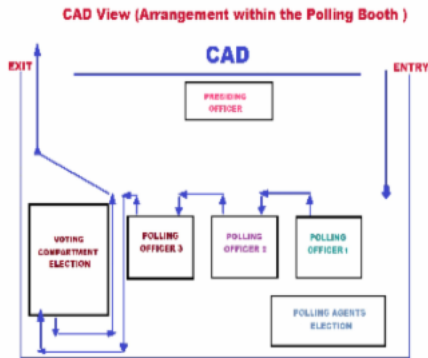 CAD View (Arrangement within the Polling Booth )
CAD
EXIT
ENTRY
PRESIDING
OFFICER
VOTING
COMPARTMENT
ELECTION
POLLING
OFFICER 3
POLLING
OFFICER 2
POLLING
OFFICER 1
POLLING AGENTS
ELECTION